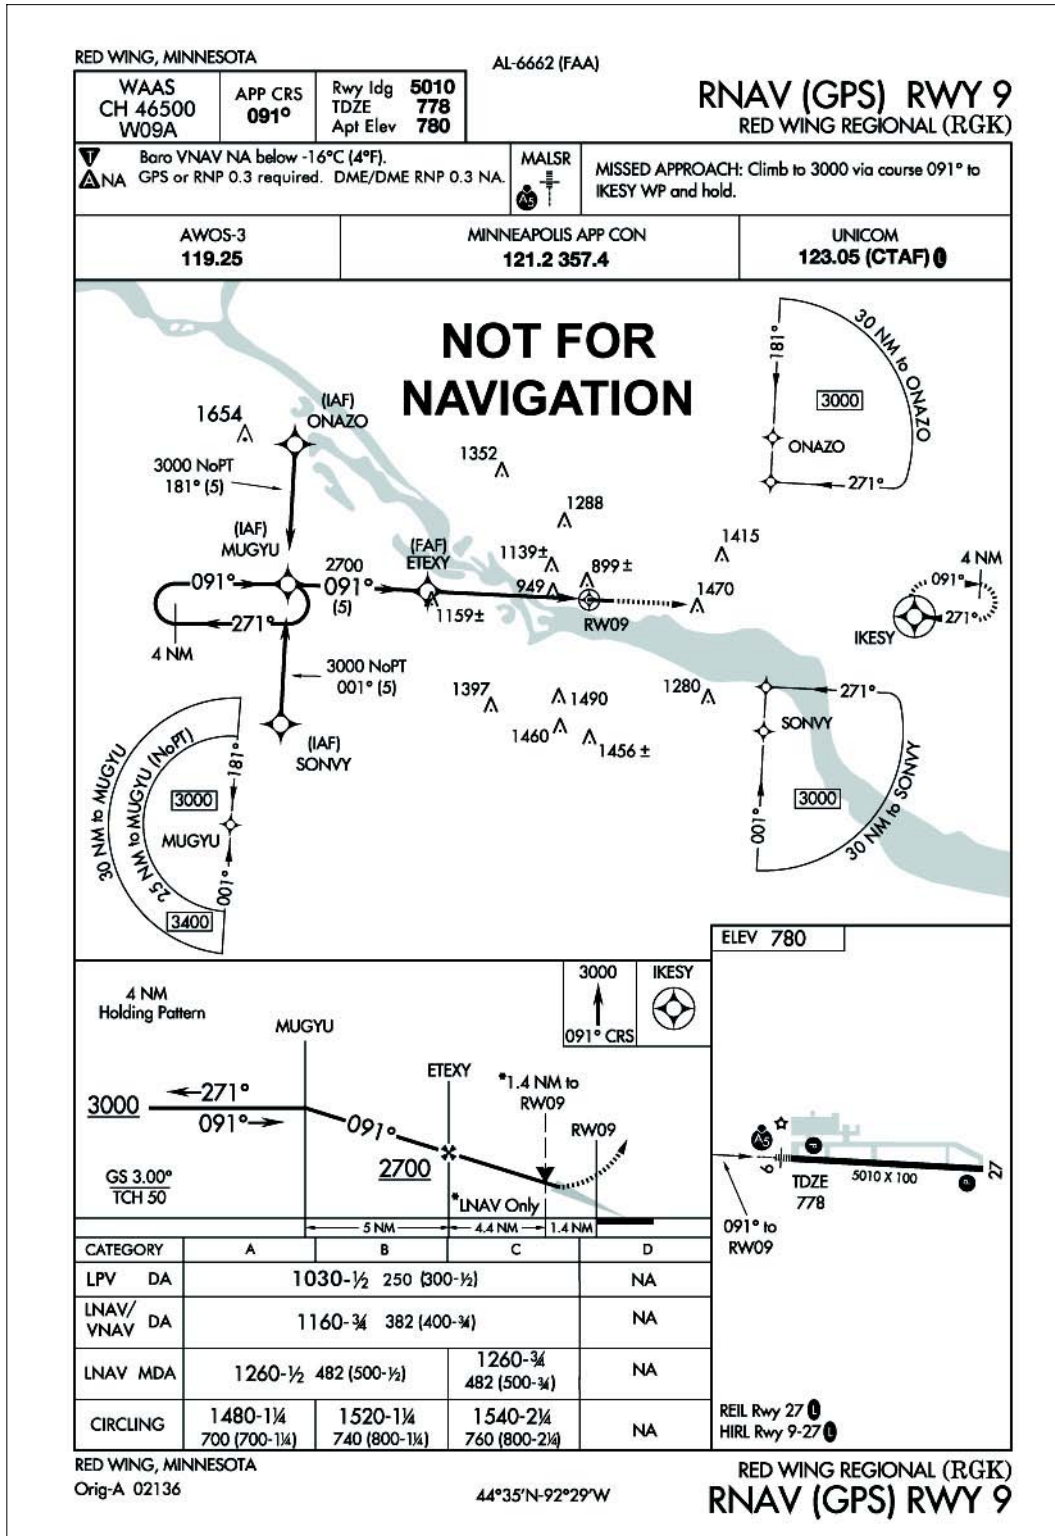 RED WING, MINNESOTA
AL-6662 (FAA)
WAAS
CH 46500
W09A
APP CRS
091°
Rwy Idg 5010
TDZE 778
Apt Elev 780
RNAV (GPS) RWY 9
RED WING REGIONAL (RGK)
T
A NA
Baro VNAV NA below -16°C (4°F).
GPS or RNP 0.3 required. DME/DME RNP 0.3 NA.
MALSR
A5
MISSED APPROACH: Climb to 3000 via course 091° to
IKESY WP and hold.
AWOS-3
119.25
MINNEAPOLIS APP CON
121.2 357.4
UNICOM
123.05 (CTAF) L
NOT FOR
NAVIGATION
30 NM to ONAZO
181°
3000
ONAZO
271°
1654
(IAF)
ONAZO
3000 NoPT
181° (5)
1352
1288
1415
(IAF)
MUGYU
(FAF)
ETEXY
1139±
899±
949
1470
2700
091°
091°
(5)
271°
4 NM
1159±
RW09
4 NM
091°
271°
IKESY
3000 NoPT
001° (5)
1397
1490
1280
1460
1456 ±
(IAF)
SONVY
271°
SONVY
3000
001°
30 NM to SONVY
30 NM to MUGYU
25 NM to MUGYU (NoPT)
181°
3000
MUGYU
001°
3400
ELEV 780
4 NM
Holding Pattern
MUGYU
3000
091° CRS
IKESY
ETEXY
*1.4 NM to
RW09
RW09
3000
271°
091°
091°
2700
GS 3.00°
TCH 50
*LNAV Only
5 NM
4.4 NM
1.4 NM
A5
P
9
TDZE
778
5010 X 100
P
27
091° to
RW09
CATEGORY A B C D
LPV DA 1030-½ 250 (300-½) NA
LNAV/
VNAV DA 1160-¾ 382 (400-¾) NA
LNAV MDA 1260-½ 482 (500-½) 1260-¾
482 (500-¾) NA
CIRCLING 1480-1¼ 1520-1¼ 1540-2¼ NA
700 (700-1¼) 740 (800-1¼) 760 (800-2¼)
REIL Rwy 27 L
HIRL Rwy 9-27 L
RED WING, MINNESOTA
Orig-A 02136
44°35'N-92°29'W
RED WING REGIONAL (RGK)
RNAV (GPS) RWY 9